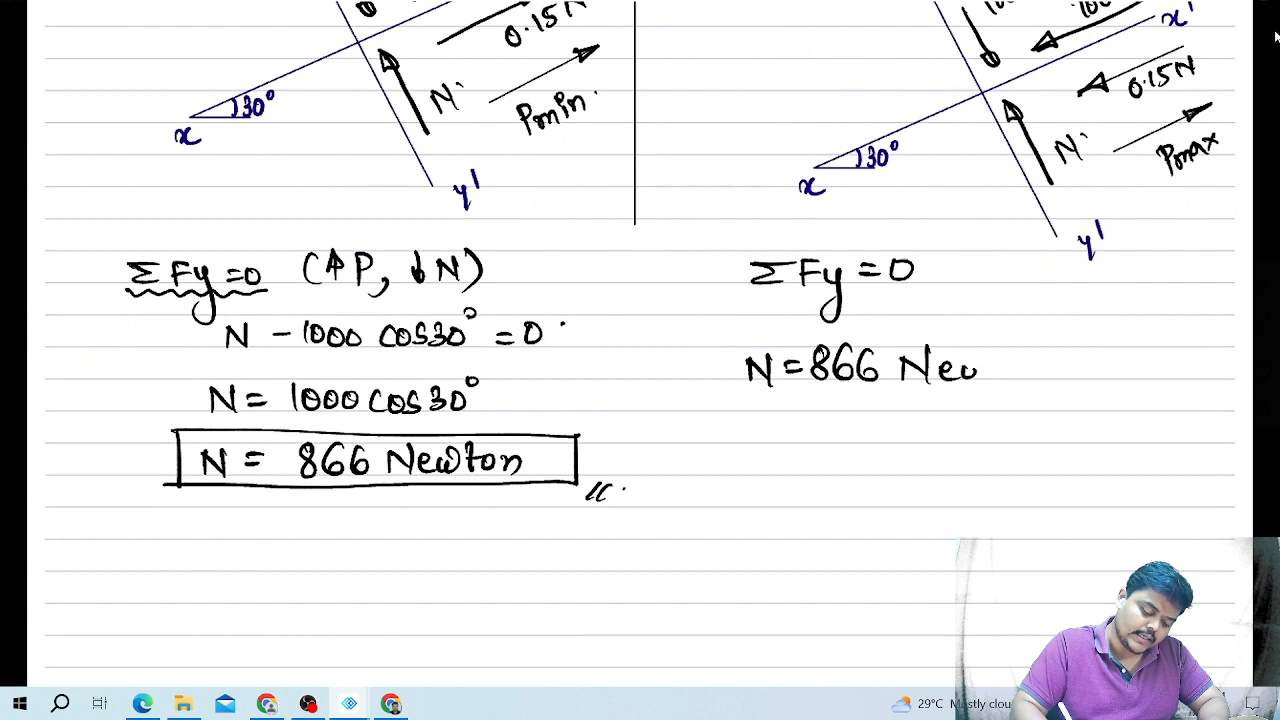 0.15N
Pmin.
N
30°
x
y'
x'
0.15N
Pmax
N
30°
x
y'
ΣFy=0 (↑P, ↓N)
N - 1000 cos30° = 0
N = 1000 cos30°
N = 866 Newton
ΣFy = 0
N = 866 New
29°C Mostly clou